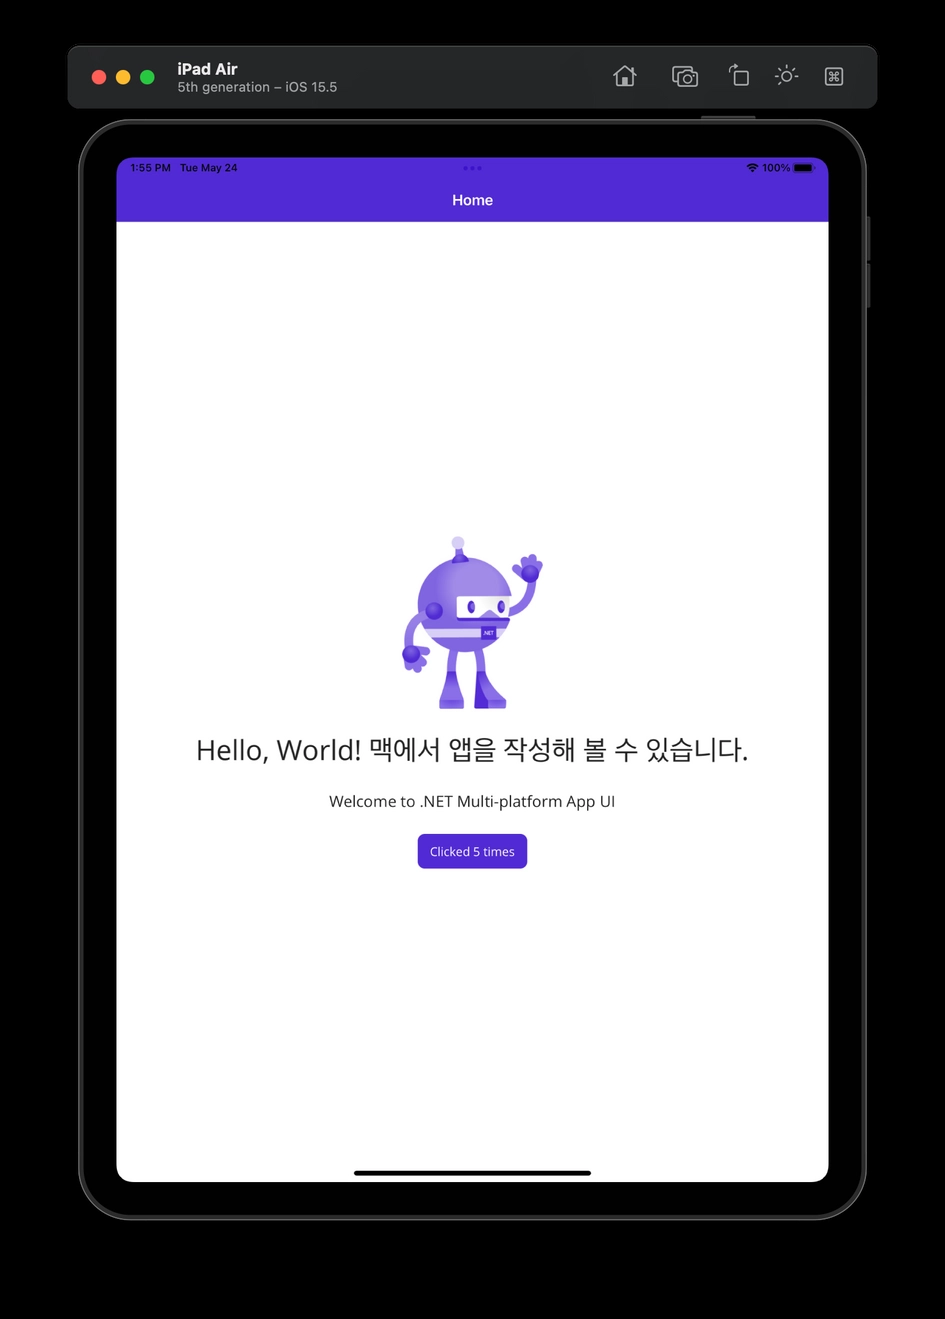 iPad Air
5th generation – iOS 15.5
1:55 PM Tue May 24
100%
Home
.NET
Hello, World! 맥에서 앱을 작성해 볼 수 있습니다.
Welcome to .NET Multi-platform App UI
Clicked 5 times